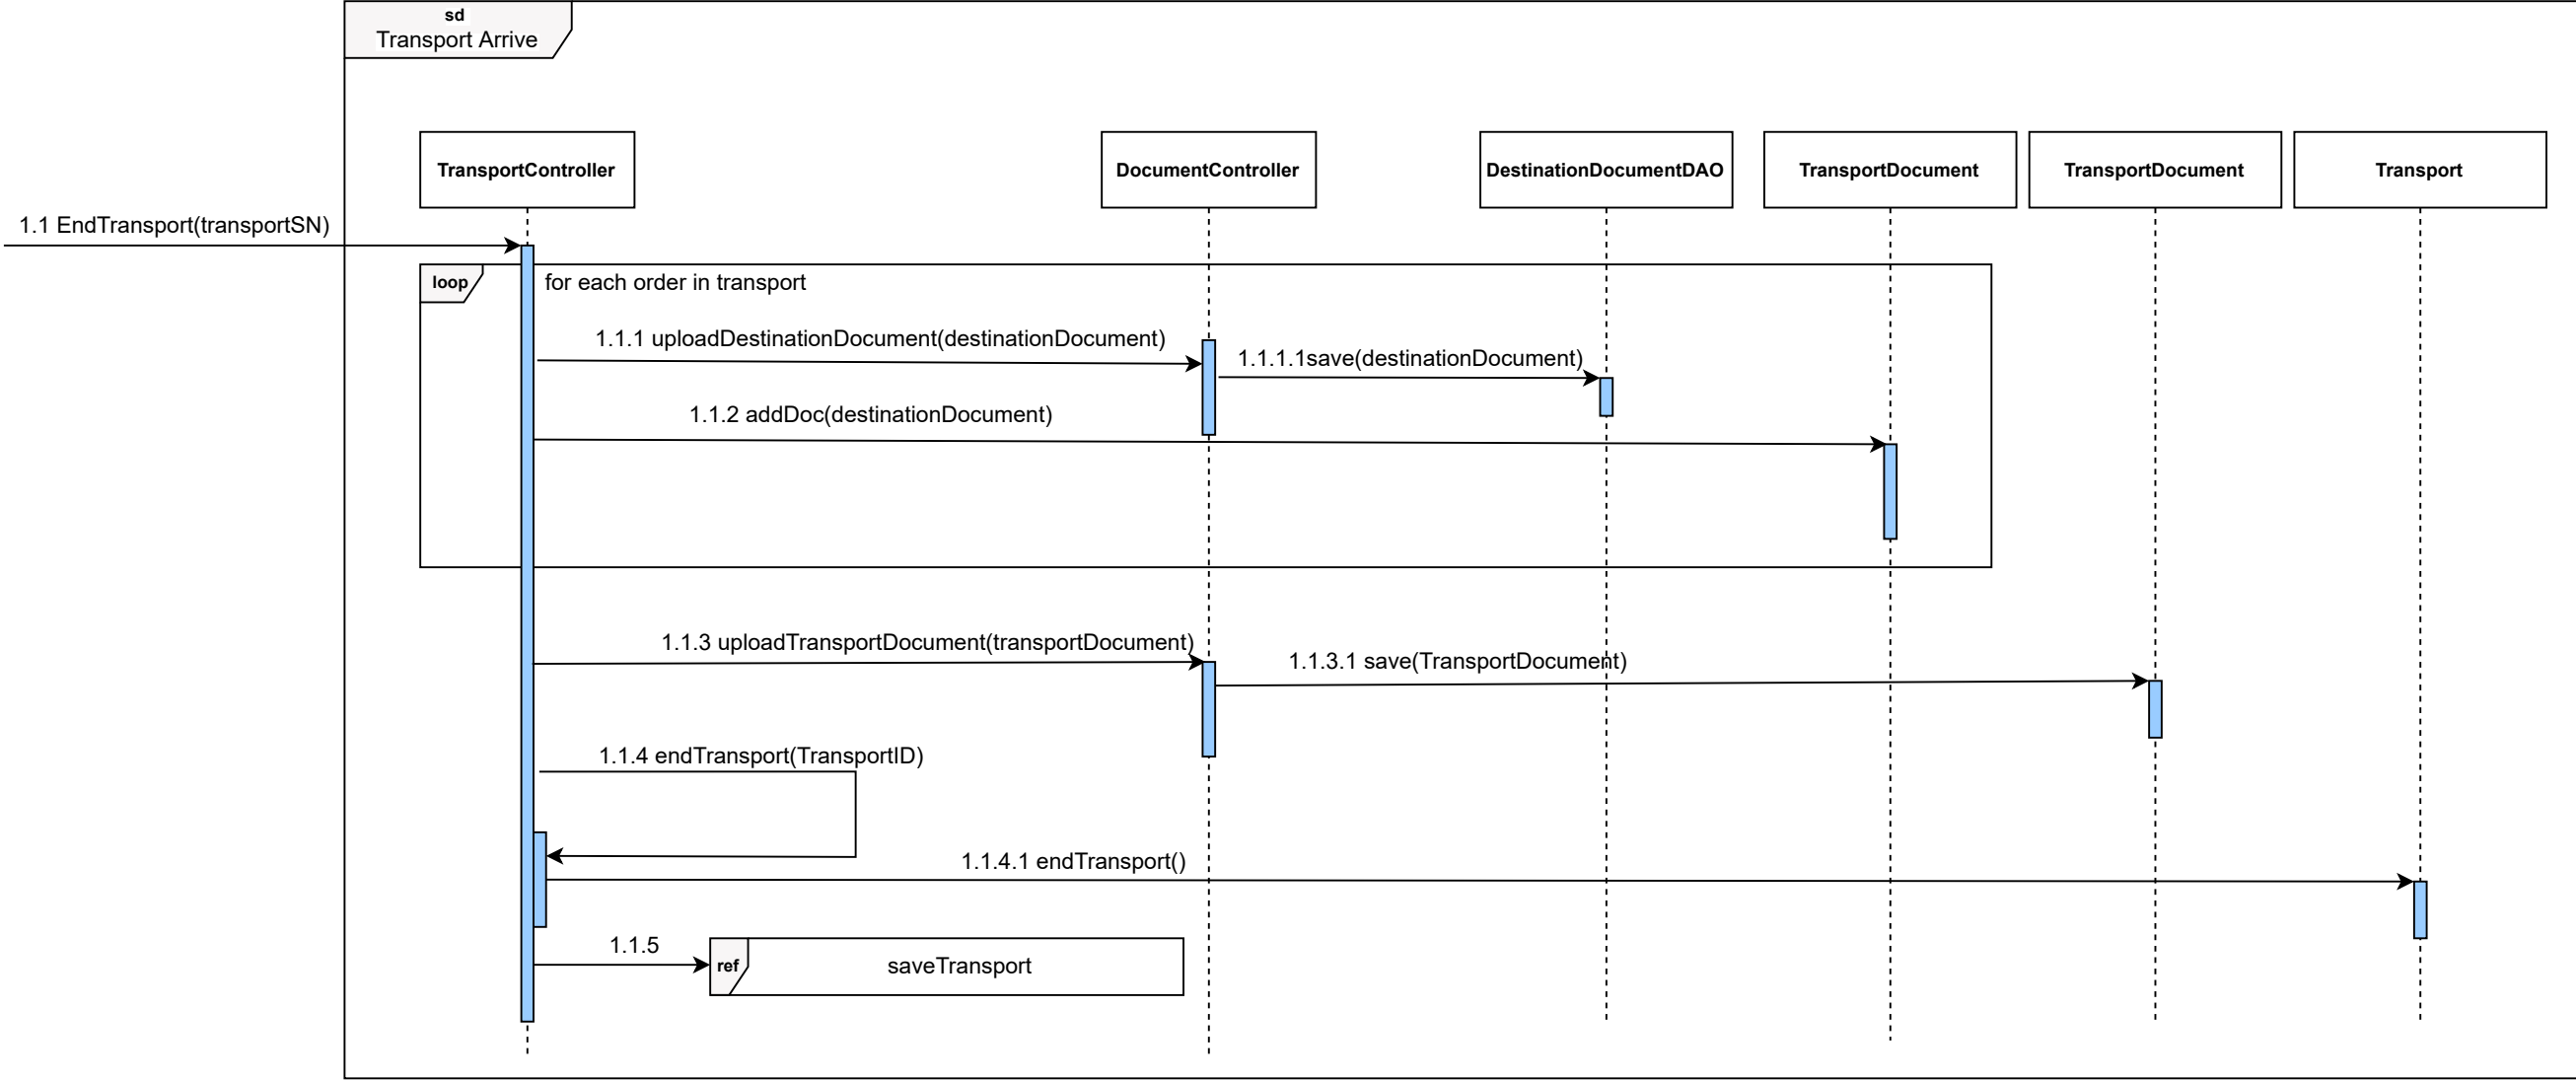 sd
Transport Arrive
TransportController
DocumentController
DestinationDocumentDAO
TransportDocument
TransportDocument
Transport
1.1 EndTransport(transportSN)
loop
for each order in transport
1.1.1 uploadDestinationDocument(destinationDocument)
1.1.1.1save(destinationDocument)
1.1.2 addDoc(destinationDocument)
1.1.3 uploadTransportDocument(transportDocument)
1.1.3.1 save(TransportDocument)
1.1.4 endTransport(TransportID)
1.1.4.1 endTransport()
1.1.5
ref
saveTransport